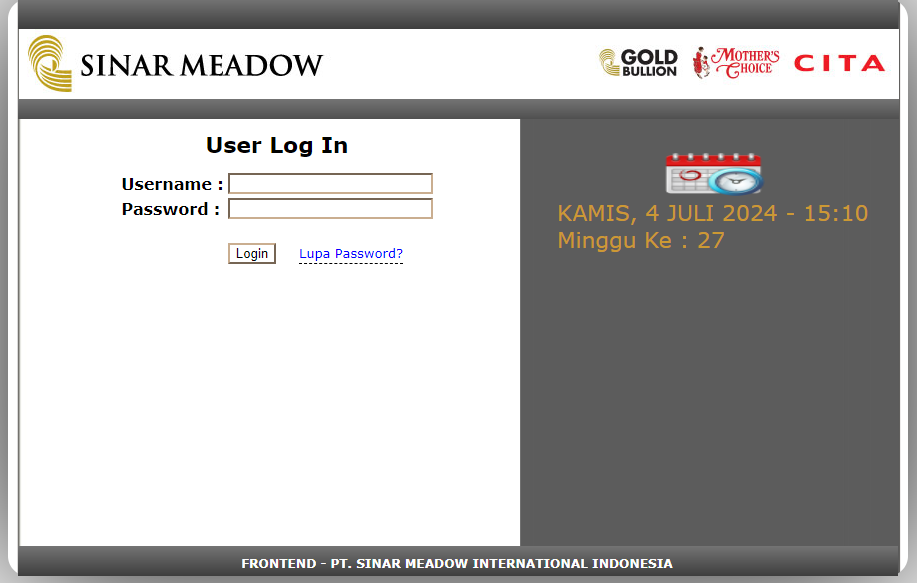 SINAR MEADOW
GOLD
BULLION
MOTHER'S
CHOICE
CITA
User Log In
Username :
Password :
Login
Lupa Password?
KAMIS, 4 JULI 2024 - 15:10
Minggu Ke : 27
FRONTEND - PT. SINAR MEADOW INTERNATIONAL INDONESIA